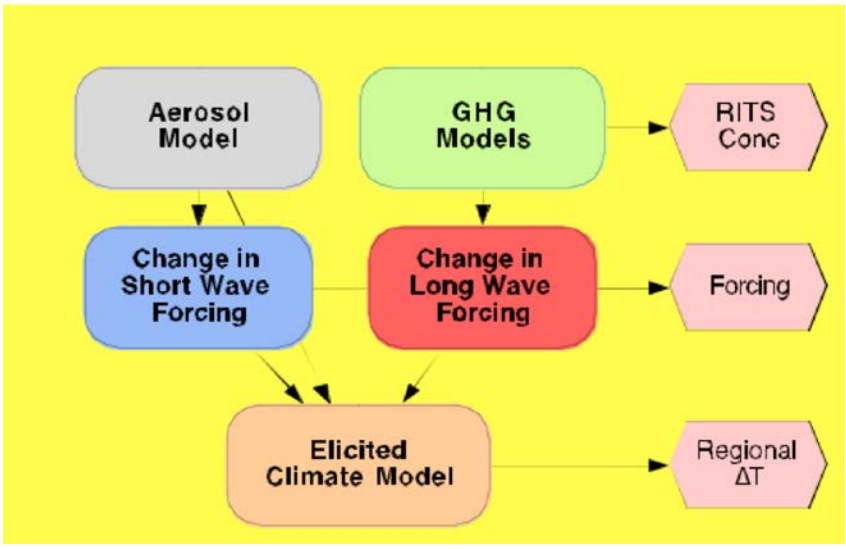 Aerosol
Model
GHG
Models
RITS
Conc
Change in
Short Wave
Forcing
Change in
Long Wave
Forcing
Forcing
Elicited
Climate Model
Regional
ΔT